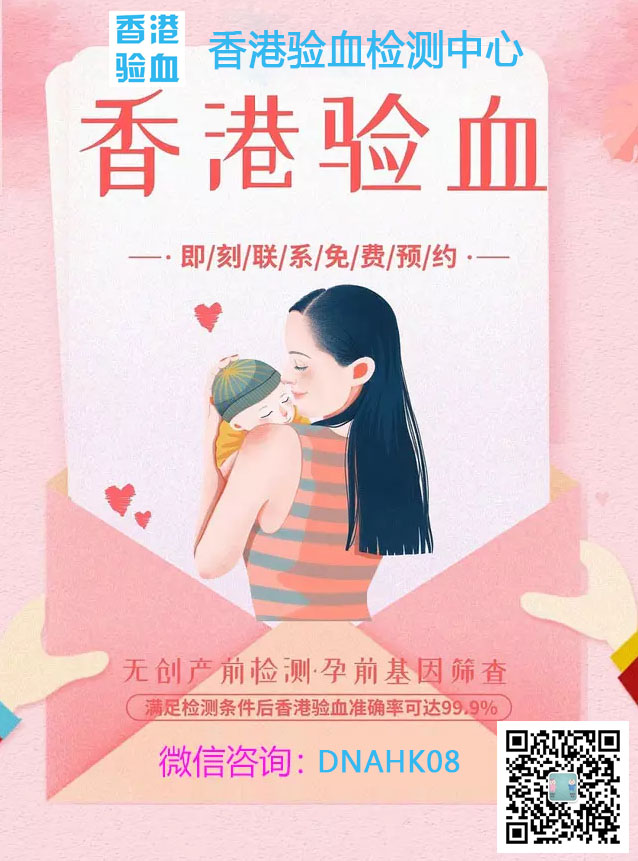 香港
验血
香港验血检测中心
香港验血
—·即/刻/联/系/免/费/预/约·—
无创产前检测·孕前基因筛查
满足检测条件后香港验血准确率可达99.9%
微信咨询：DNAHK08